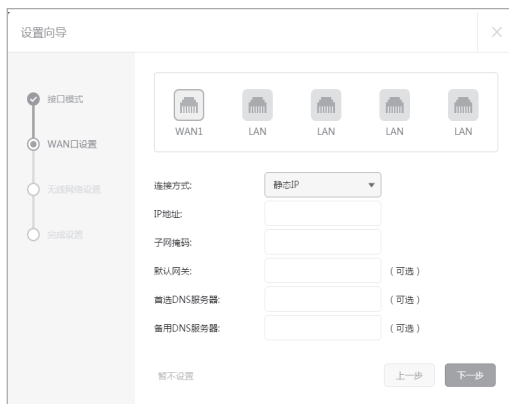 设置向导
接口模式
WAN口设置
无线网络设置
完成设置
WAN1 LAN LAN LAN LAN
连接方式: 静态IP
IP地址:
子网掩码:
默认网关: （可选）
首选DNS服务器: （可选）
备用DNS服务器: （可选）
暂不设置 上一步 下一步